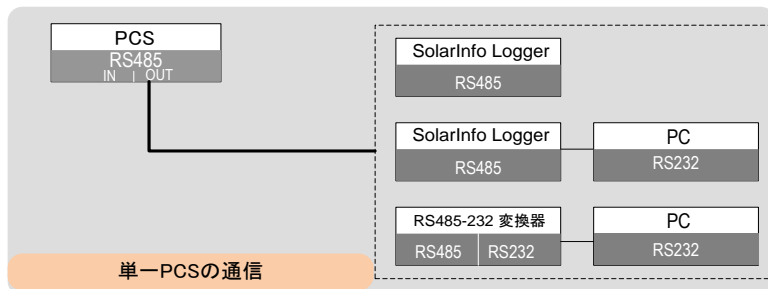 PCS
RS485
IN | OUT
SolarInfo Logger
RS485
SolarInfo Logger
RS485
PC
RS232
RS485-232 変換器
RS485
RS232
PC
RS232
単一PCSの通信